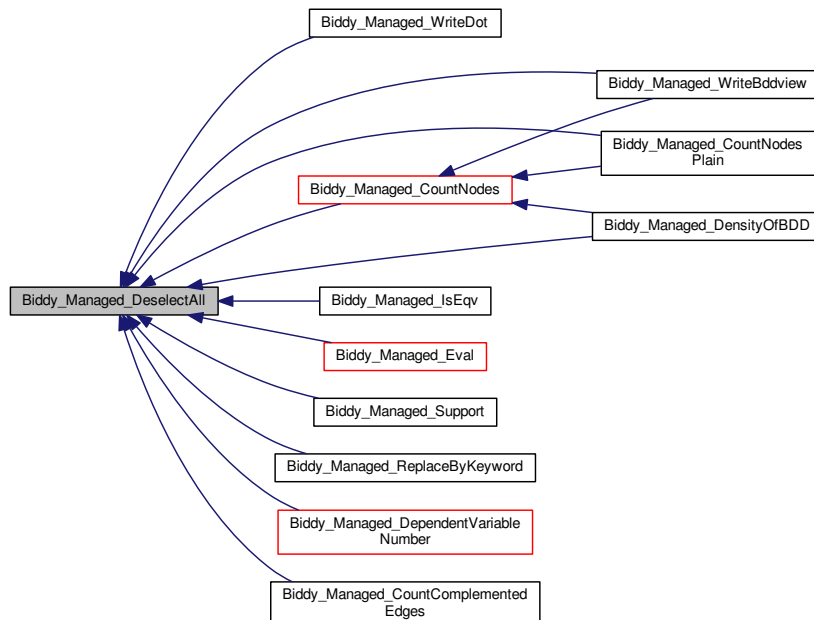 Biddy_Managed_WriteDot
Biddy_Managed_WriteBddview
Biddy_Managed_CountNodes
Plain
Biddy_Managed_CountNodes
Biddy_Managed_DensityOfBDD
Biddy_Managed_DeselectAll
Biddy_Managed_IsEqv
Biddy_Managed_Eval
Biddy_Managed_Support
Biddy_Managed_ReplaceByKeyword
Biddy_Managed_DependentVariable
Number
Biddy_Managed_CountComplemented
Edges